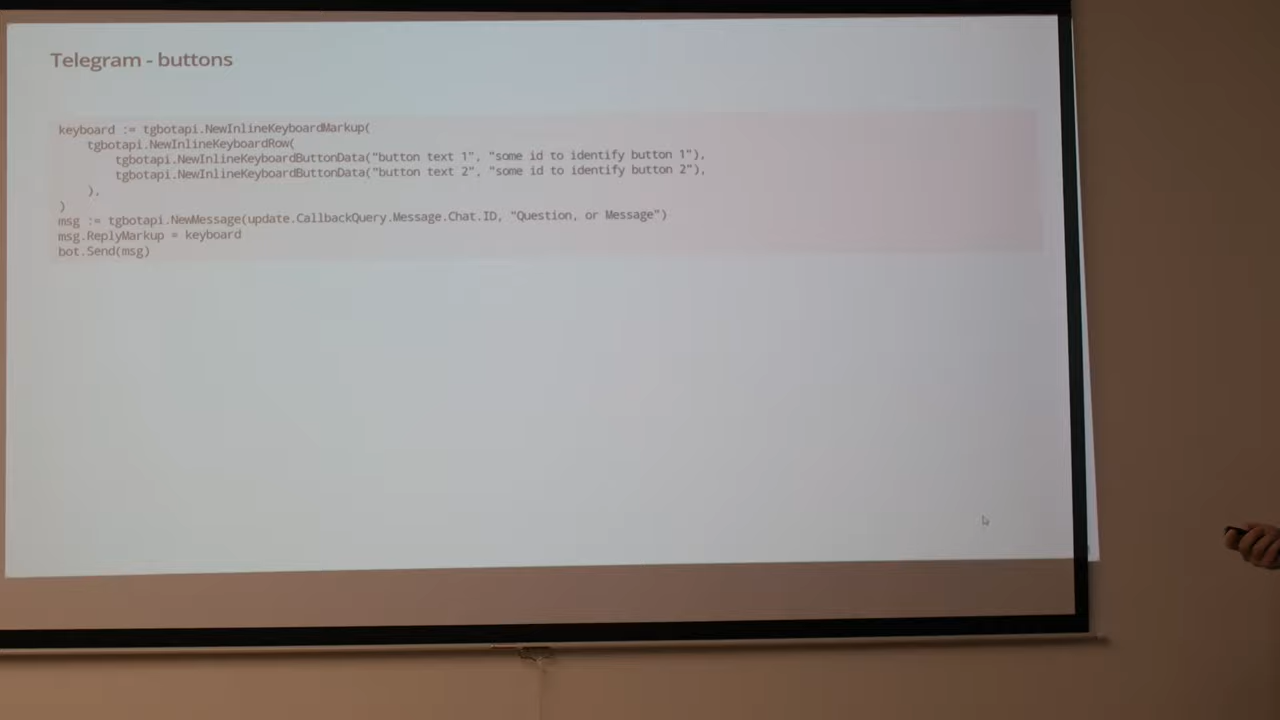 Telegram - buttons
keyboard := tgbotapi.NewInlineKeyboardMarkup(
tgbotapi.NewInlineKeyboardRow(
tgbotapi.NewInlineKeyboardButtonData("button text 1", "some id to identify button 1"),
tgbotapi.NewInlineKeyboardButtonData("button text 2", "some id to identify button 2"),
),
)
msg := tgbotapi.NewMessage(update.CallbackQuery.Message.Chat.ID, "Question, or Message")
msg.ReplyMarkup = keyboard
bot.Send(msg)